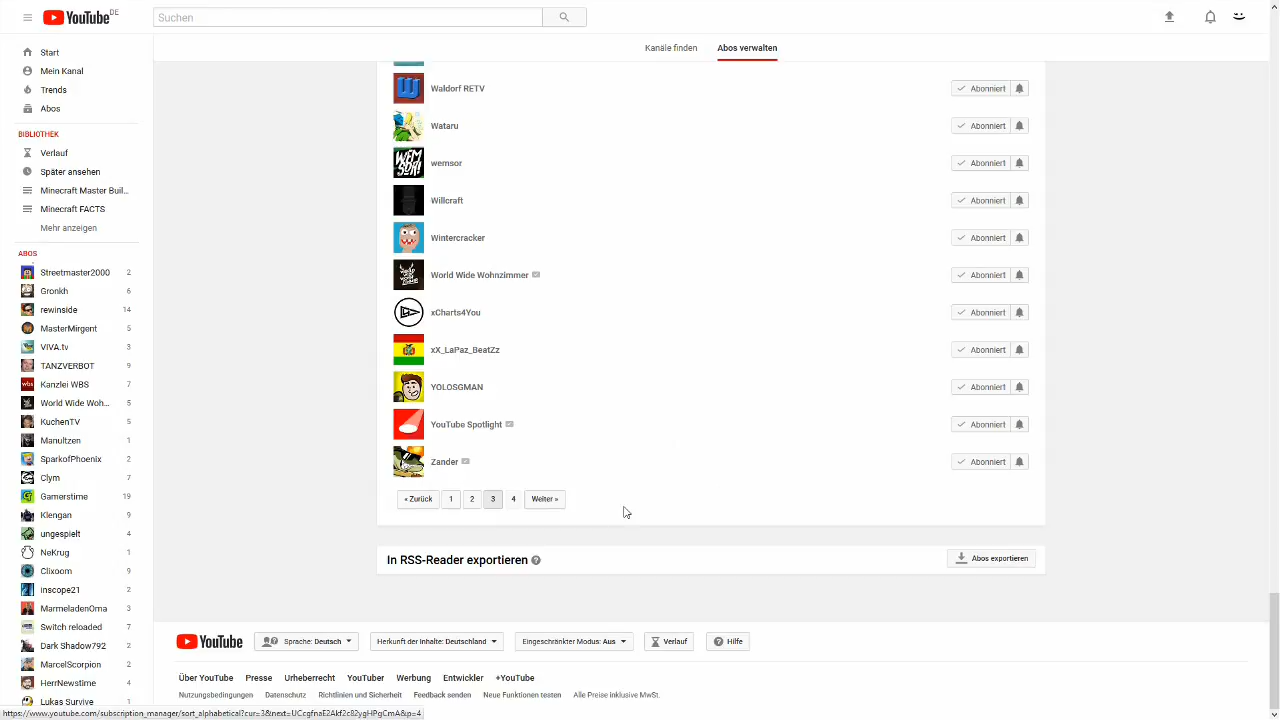 YouTube DE
Suchen
Kanäle finden
Abos verwalten
Start
Mein Kanal
Trends
Abos
BIBLIOTHEK
Verlauf
Später ansehen
Minecraft Master Buil...
Minecraft FACTS
Mehr anzeigen
ABOS
Streetmaster2000 2
Gronkh 6
rewinside 14
MasterMirgent 5
VIVA.tv 3
TANZVERBOT 9
Kanzlei WBS 7
World Wide Woh... 2
KuchenTV 5
Manultzen 1
SparkofPhoenix 2
Clym 7
Gamerstime 19
Klengan 5
ungespielt 4
NeKrug 1
Clixoom 9
inscope21 2
MarmeladenOma 3
Switch reloaded 7
Dark Shadow792 2
MarcelScorpion 2
HerrNewstime 4
Lukas Survive 2
Waldorf RETV Abonniert
Wataru Abonniert
wemsor Abonniert
Willcraft Abonniert
Wintercracker Abonniert
World Wide Wohnzimmer Abonniert
xCharts4You Abonniert
xX_LaPaz_BeatZz Abonniert
YOLOSGMAN Abonniert
YouTube Spotlight Abonniert
Zander Abonniert
« Zurück 1 2 3 4 Weiter »
In RSS-Reader exportieren
Abos exportieren
YouTube
Sprache: Deutsch
Herkunft der Inhalte: Deutschland
Eingeschränkter Modus: Aus
Verlauf
Hilfe
Über YouTube Presse Urheberrecht YouTuber Werbung Entwickler +YouTube
Nutzungsbedingungen Datenschutz Richtlinien und Sicherheit Feedback senden Neue Funktionen testen Alle Preise inklusive MwSt.